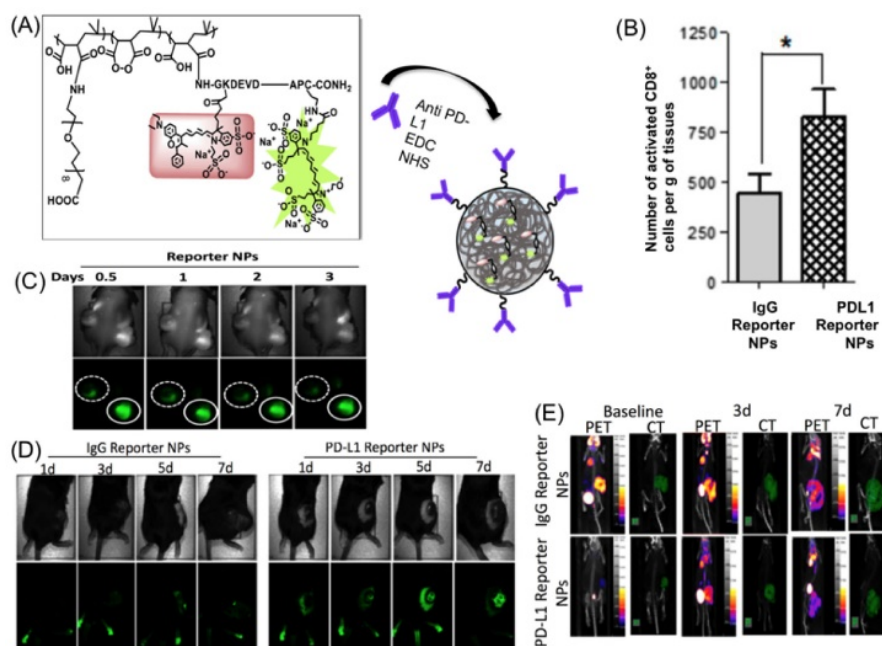 (A)
O
O
O
O
O
O
OH
O-O
OH
NH
NH-GKDEVD — APC-CONH2
HN
O
8
HOOC
Na+
Anti PD-
L1
EDC
NHS
(B)
Number of activated CD8+
cells per g of tissues
1250
1000
750
500
250
0
*
IgG
Reporter
NPs
PDL1
Reporter
NPs
(C)
Reporter NPs
Days 0.5 1 2 3
(D)
IgG Reporter NPs
1d 3d 5d 7d
PD-L1 Reporter NPs
1d 3d 5d 7d
(E)
Baseline 3d 7d
PET CT PET CT PET CT
IgG Reporter
NPs
PD-L1 Reporter
NPs